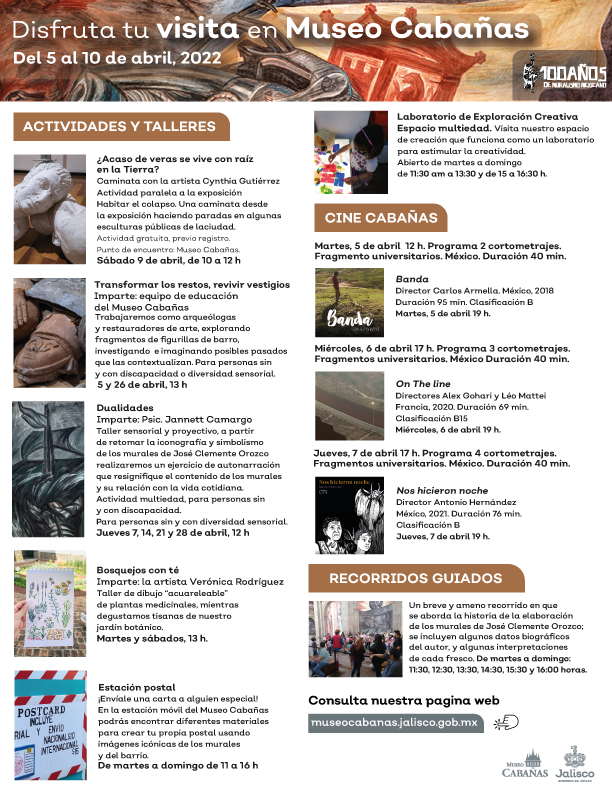 Disfruta tu visita en Museo Cabañas
Del 5 al 10 de abril, 2022
100AÑOS
DE MURALISMO MEXICANO
ACTIVIDADES Y TALLERES
¿Acaso de veras se vive con raíz
en la Tierra?
Caminata con la artista Cynthia Gutiérrez
Actividad paralela a la exposición
Habitar el colapso. Una caminata desde
la exposición haciendo paradas en algunas
esculturas públicas de laciudad.
Actividad gratuita, previo registro.
Punto de encuentro: Museo Cabañas.
Sábado 9 de abril, de 10 a 12 h
Transformar los restos, revivir vestigios
Imparte: equipo de educación
del Museo Cabañas
Trabajaremos como arqueólogas
y restauradores de arte, explorando
fragmentos de figurillas de barro,
investigando e imaginando posibles pasados
que las contextualizan. Para personas sin
y con discapacidad o diversidad sensorial.
5 y 26 de abril, 13 h
Dualidades
Imparte: Psic. Jannett Camargo
Taller sensorial y proyectivo, a partir
de retomar la iconografía y simbolismo
de los murales de José Clemente Orozco
realizaremos un ejercicio de autonarración
que resignifique el contenido de los murales
y su relación con la vida cotidiana.
Actividad multiedad, para personas sin
y con discapacidad.
Para personas sin y con diversidad sensorial.
Jueves 7, 14, 21 y 28 de abril, 12 h
Bosquejos con té
Imparte: la artista Verónica Rodríguez
Taller de dibujo "acuareleable"
de plantas medicinales, mientras
degustamos tisanas de nuestro
jardín botánico.
Martes y sábados, 13 h.
POSTCARD
INCLUYE
RIAL Y ENVÍO
NACIONAL $10
INTERNACIONAL
Estación postal
¡Envíale una carta a alguien especial!
En la estación móvil del Museo Cabañas
podrás encontrar diferentes materiales
para crear tu propia postal usando
imágenes icónicas de los murales
y del barrio.
De martes a domingo de 11 a 16 h
Laboratorio de Exploración Creativa
Espacio multiedad. Visita nuestro espacio
de creación que funciona como un laboratorio
para estimular la creatividad.
Abierto de martes a domingo
de 11:30 am a 13:30 y de 15 a 16:30 h.
CINE CABAÑAS
Martes, 5 de abril 12 h. Programa 2 cortometrajes.
Fragmento universitarios. México. Duración 40 min.
Banda
Banda
Director Carlos Armella. México, 2018
Duración 95 min. Clasificación B
Martes, 5 de abril 19 h.
Miércoles, 6 de abril 17 h. Programa 3 cortometrajes.
Fragmentos universitarios. México Duración 40 min.
On The line
Directores Alex Gohari y Léo Mattei
Francia, 2020. Duración 69 min.
Clasificación B15
Miércoles, 6 de abril 19 h.
Jueves, 7 de abril 17 h. Programa 4 cortometrajes.
Fragmentos universitarios. México. Duración 40 min.
Nos hicieron noche
Nos hicieron noche
Director Antonio Hernández
México, 2021. Duración 76 min.
Clasificación B
Jueves, 7 de abril 19 h.
RECORRIDOS GUIADOS
Un breve y ameno recorrido en que
se aborda la historia de la elaboración
de los murales de José Clemente Orozco;
se incluyen algunos datos biográficos
del autor, y algunas interpretaciones
de cada fresco. De martes a domingo:
11:30, 12:30, 13:30, 14:30, 15:30 y 16:00 horas.
Consulta nuestra pagina web
museocabanas.jalisco.gob.mx
MUSEO
CABAÑAS
Jalisco